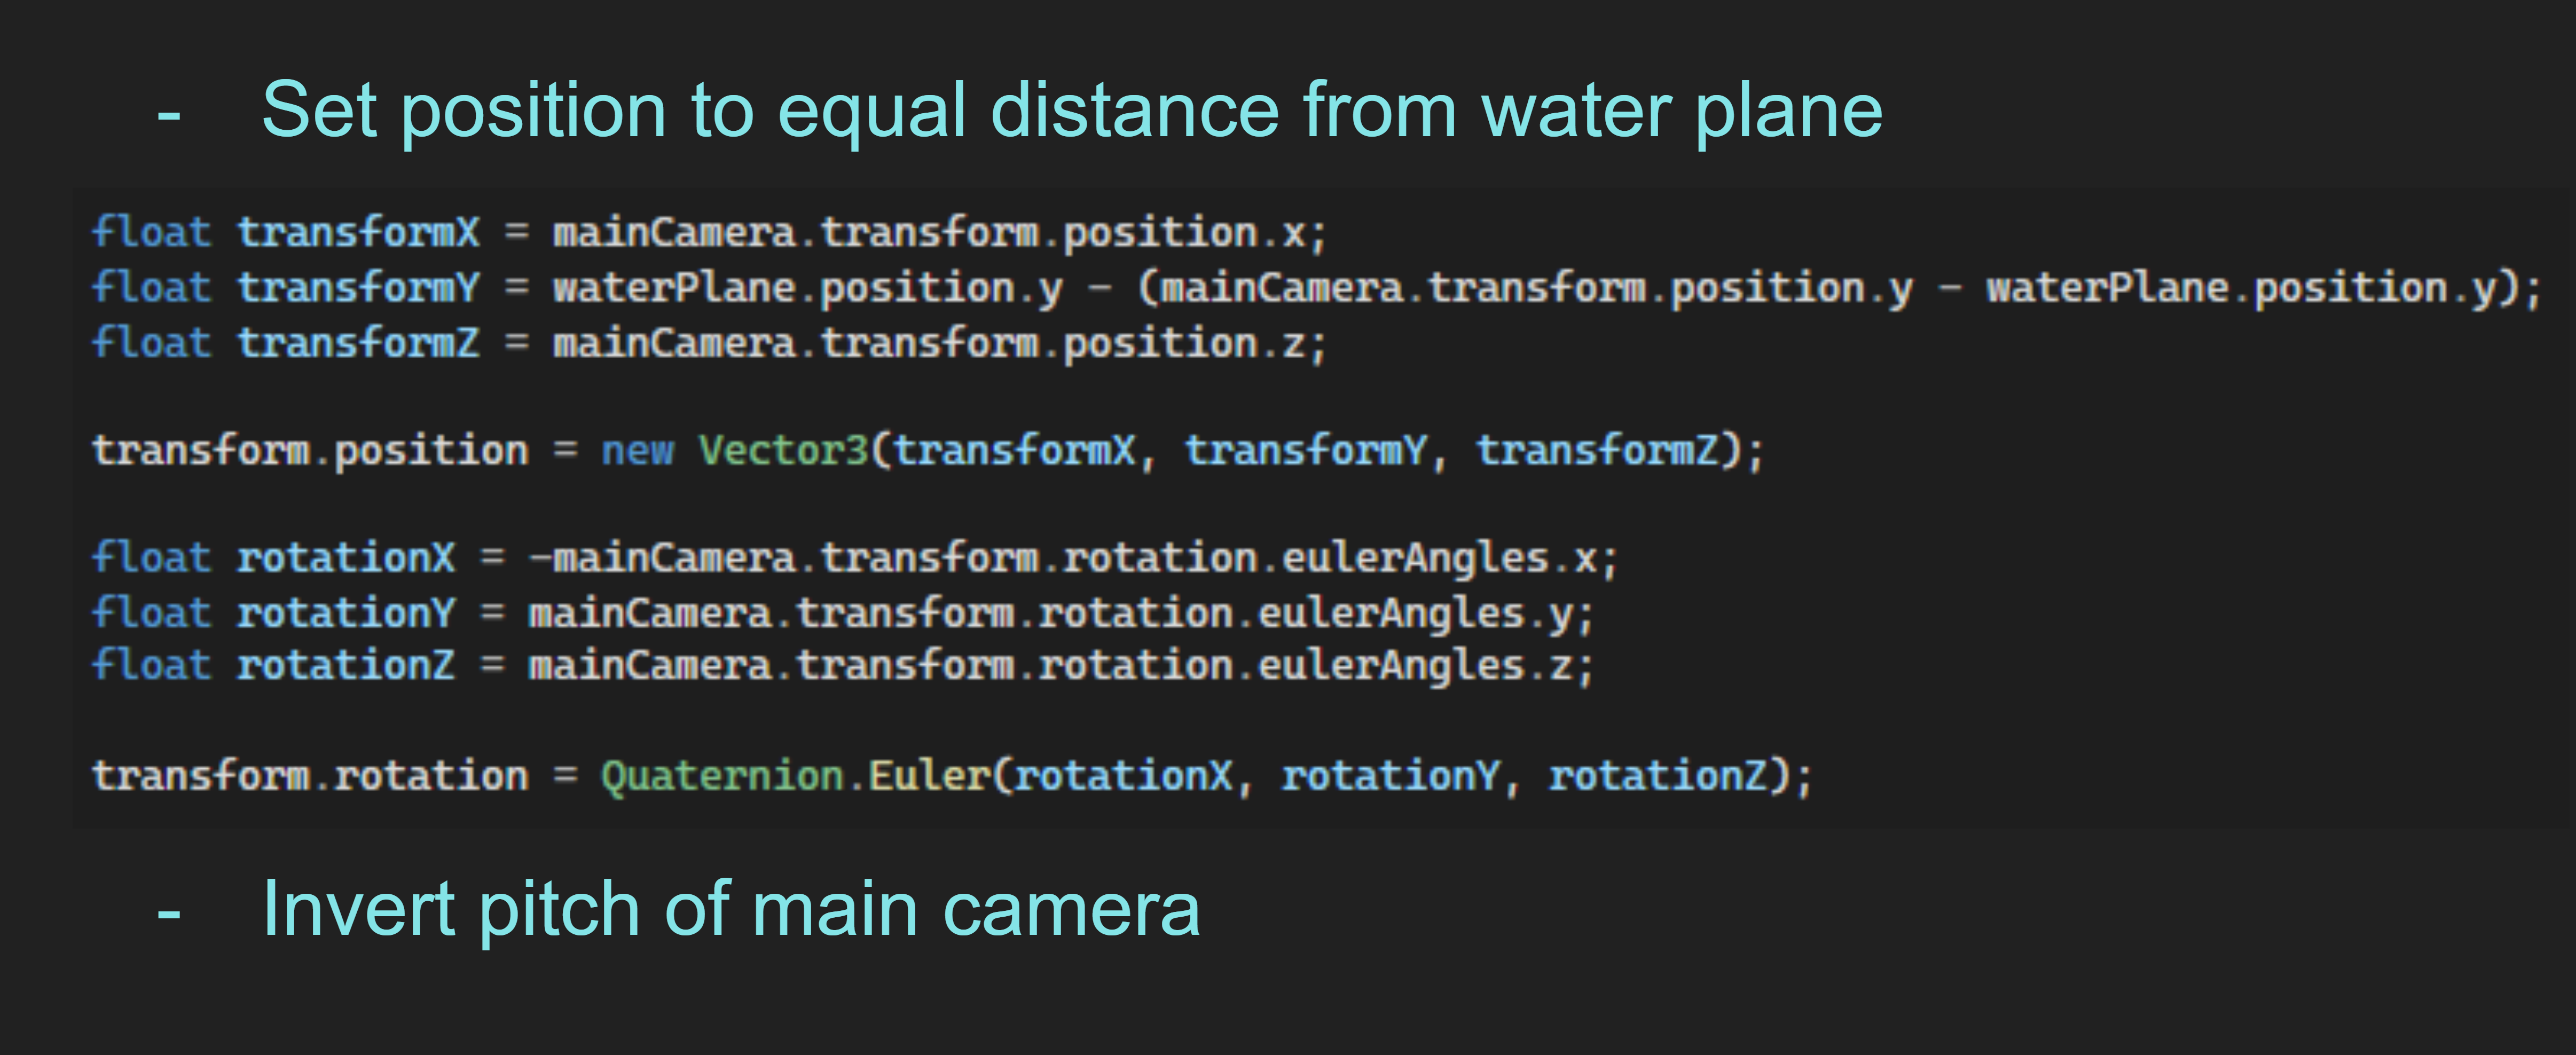 - Set position to equal distance from water plane
float transformX = mainCamera.transform.position.x;
float transformY = waterPlane.position.y - (mainCamera.transform.position.y - waterPlane.position.y);
float transformZ = mainCamera.transform.position.z;
transform.position = new Vector3(transformX, transformY, transformZ);
float rotationX = -mainCamera.transform.rotation.eulerAngles.x;
float rotationY = mainCamera.transform.rotation.eulerAngles.y;
float rotationZ = mainCamera.transform.rotation.eulerAngles.z;
transform.rotation = Quaternion.Euler(rotationX, rotationY, rotationZ);
- Invert pitch of main camera